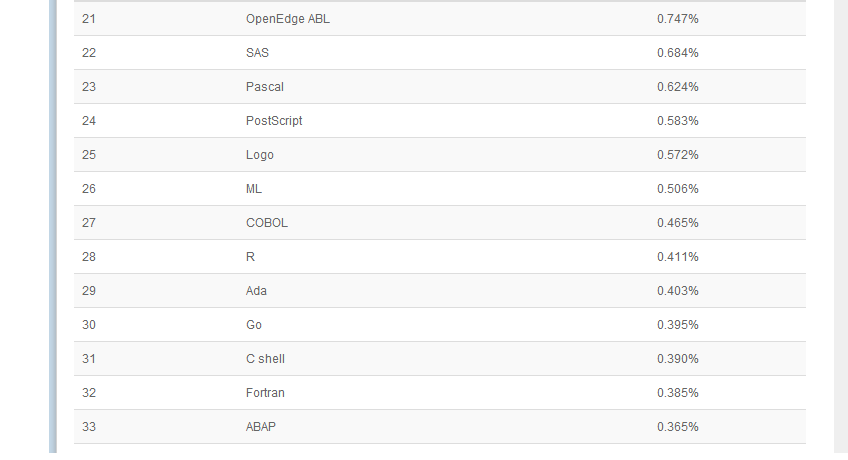 21 OpenEdge ABL 0.747%
22 SAS 0.684%
23 Pascal 0.624%
24 PostScript 0.583%
25 Logo 0.572%
26 ML 0.506%
27 COBOL 0.465%
28 R 0.411%
29 Ada 0.403%
30 Go 0.395%
31 C shell 0.390%
32 Fortran 0.385%
33 ABAP 0.365%